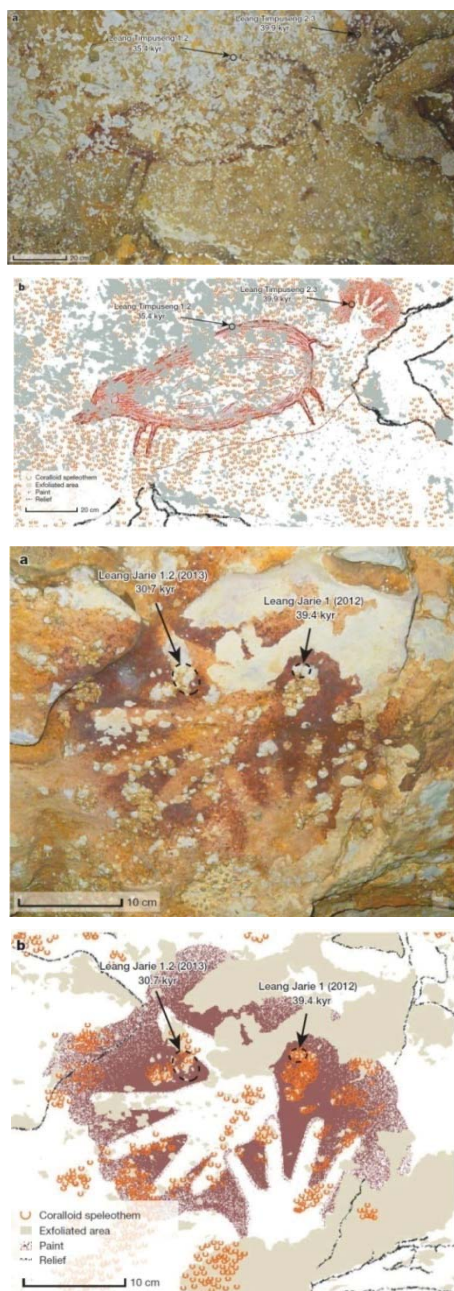 a
Leang Timpuseng 2.3
39.9 kyr
Leang Timpuseng 1.2
35.4 kyr
20 cm
b
Leang Timpuseng 2.3
39.9 kyr
Leang Timpuseng 1.2
35.4 kyr
Coralloid speleothem
Exfoliated area
Paint
Relief
20 cm
a
Leang Jarie 1.2 (2013)
30.7 kyr
Leang Jarie 1 (2012)
39.4 kyr
10 cm
b
Leang Jarie 1.2 (2013)
30.7 kyr
Leang Jarie 1 (2012)
39.4 kyr
Coralloid speleothem
Exfoliated area
Paint
Relief
10 cm